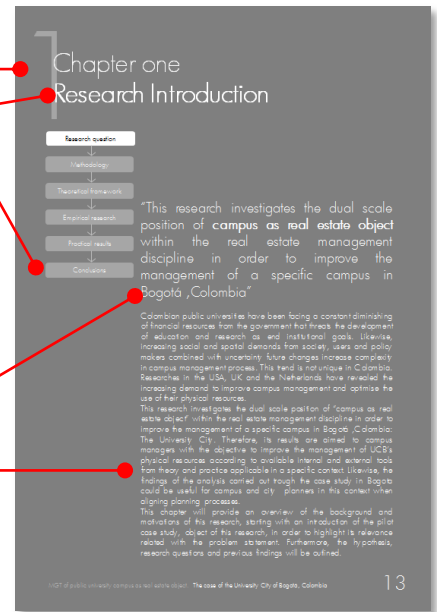 1
Chapter one
Research Introduction
Research question
Methodology
Theoretical framework
Empirical research
Practical results
Conclusions
"This research investigates the dual scale
position of campus as real estate object
within the real estate management
discipline in order to improve the
management of a specific campus in
Bogotá ,Colombia"
Colombian public universities have been facing a constant diminishing
of financial resources from the government that threats the development
of education and research as end institutional goals. Likewise,
increasing social and spatial demands from society, users and policy
makers combined with uncertainty future changes increase complexity
in campus management process. This trend is not unique in Colombia.
Researches in the USA, UK and the Netherlands have revealed the
increasing demand to improve campus management and optimise the
use of their physical resources.
This research investigates the dual scale position of "campus as real
estate object" within the real estate management discipline in order to
improve the management of a specific campus in Bogotá ,Colombia:
The University City. Therefore, its results are aimed to campus
managers with the objective to improve the management of UCB's
physical resources according to available internal and external tools
from theory and practice applicable in a specific context. Likewise, the
findings of the analysis carried out trough the case study in Bogota
could be useful for campus and city planners in this context when
aligning planning processes.
This chapter will provide an overview of the background and
motivations of this research, starting with an introduction of the pilot
case study, object of this research, in order to highlight its relevance
related with the problem statement. Furthermore, the hypothesis,
research questions and previous findings will be outlined.
MGT of public university campus as real estate object The case of the University City of Bogota, Colombia 13